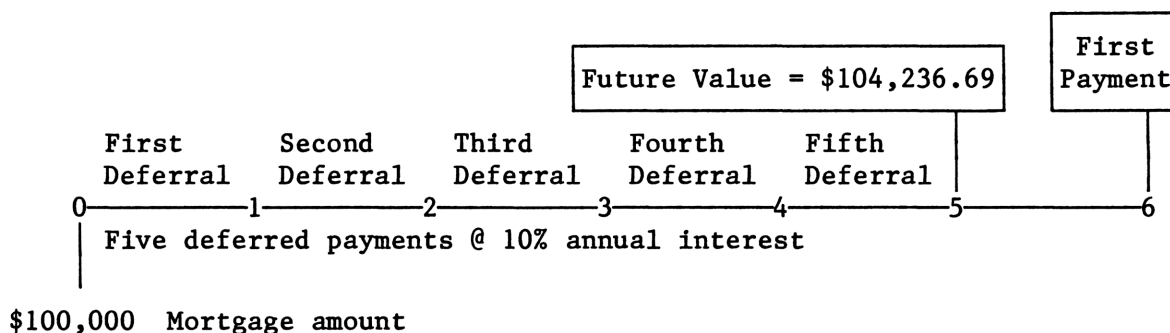 First
Payment
Future Value = $104,236.69
First Second Third Fourth Fifth
Deferral Deferral Deferral Deferral Deferral
0 1 2 3 4 5 6
Five deferred payments @ 10% annual interest
$100,000 Mortgage amount